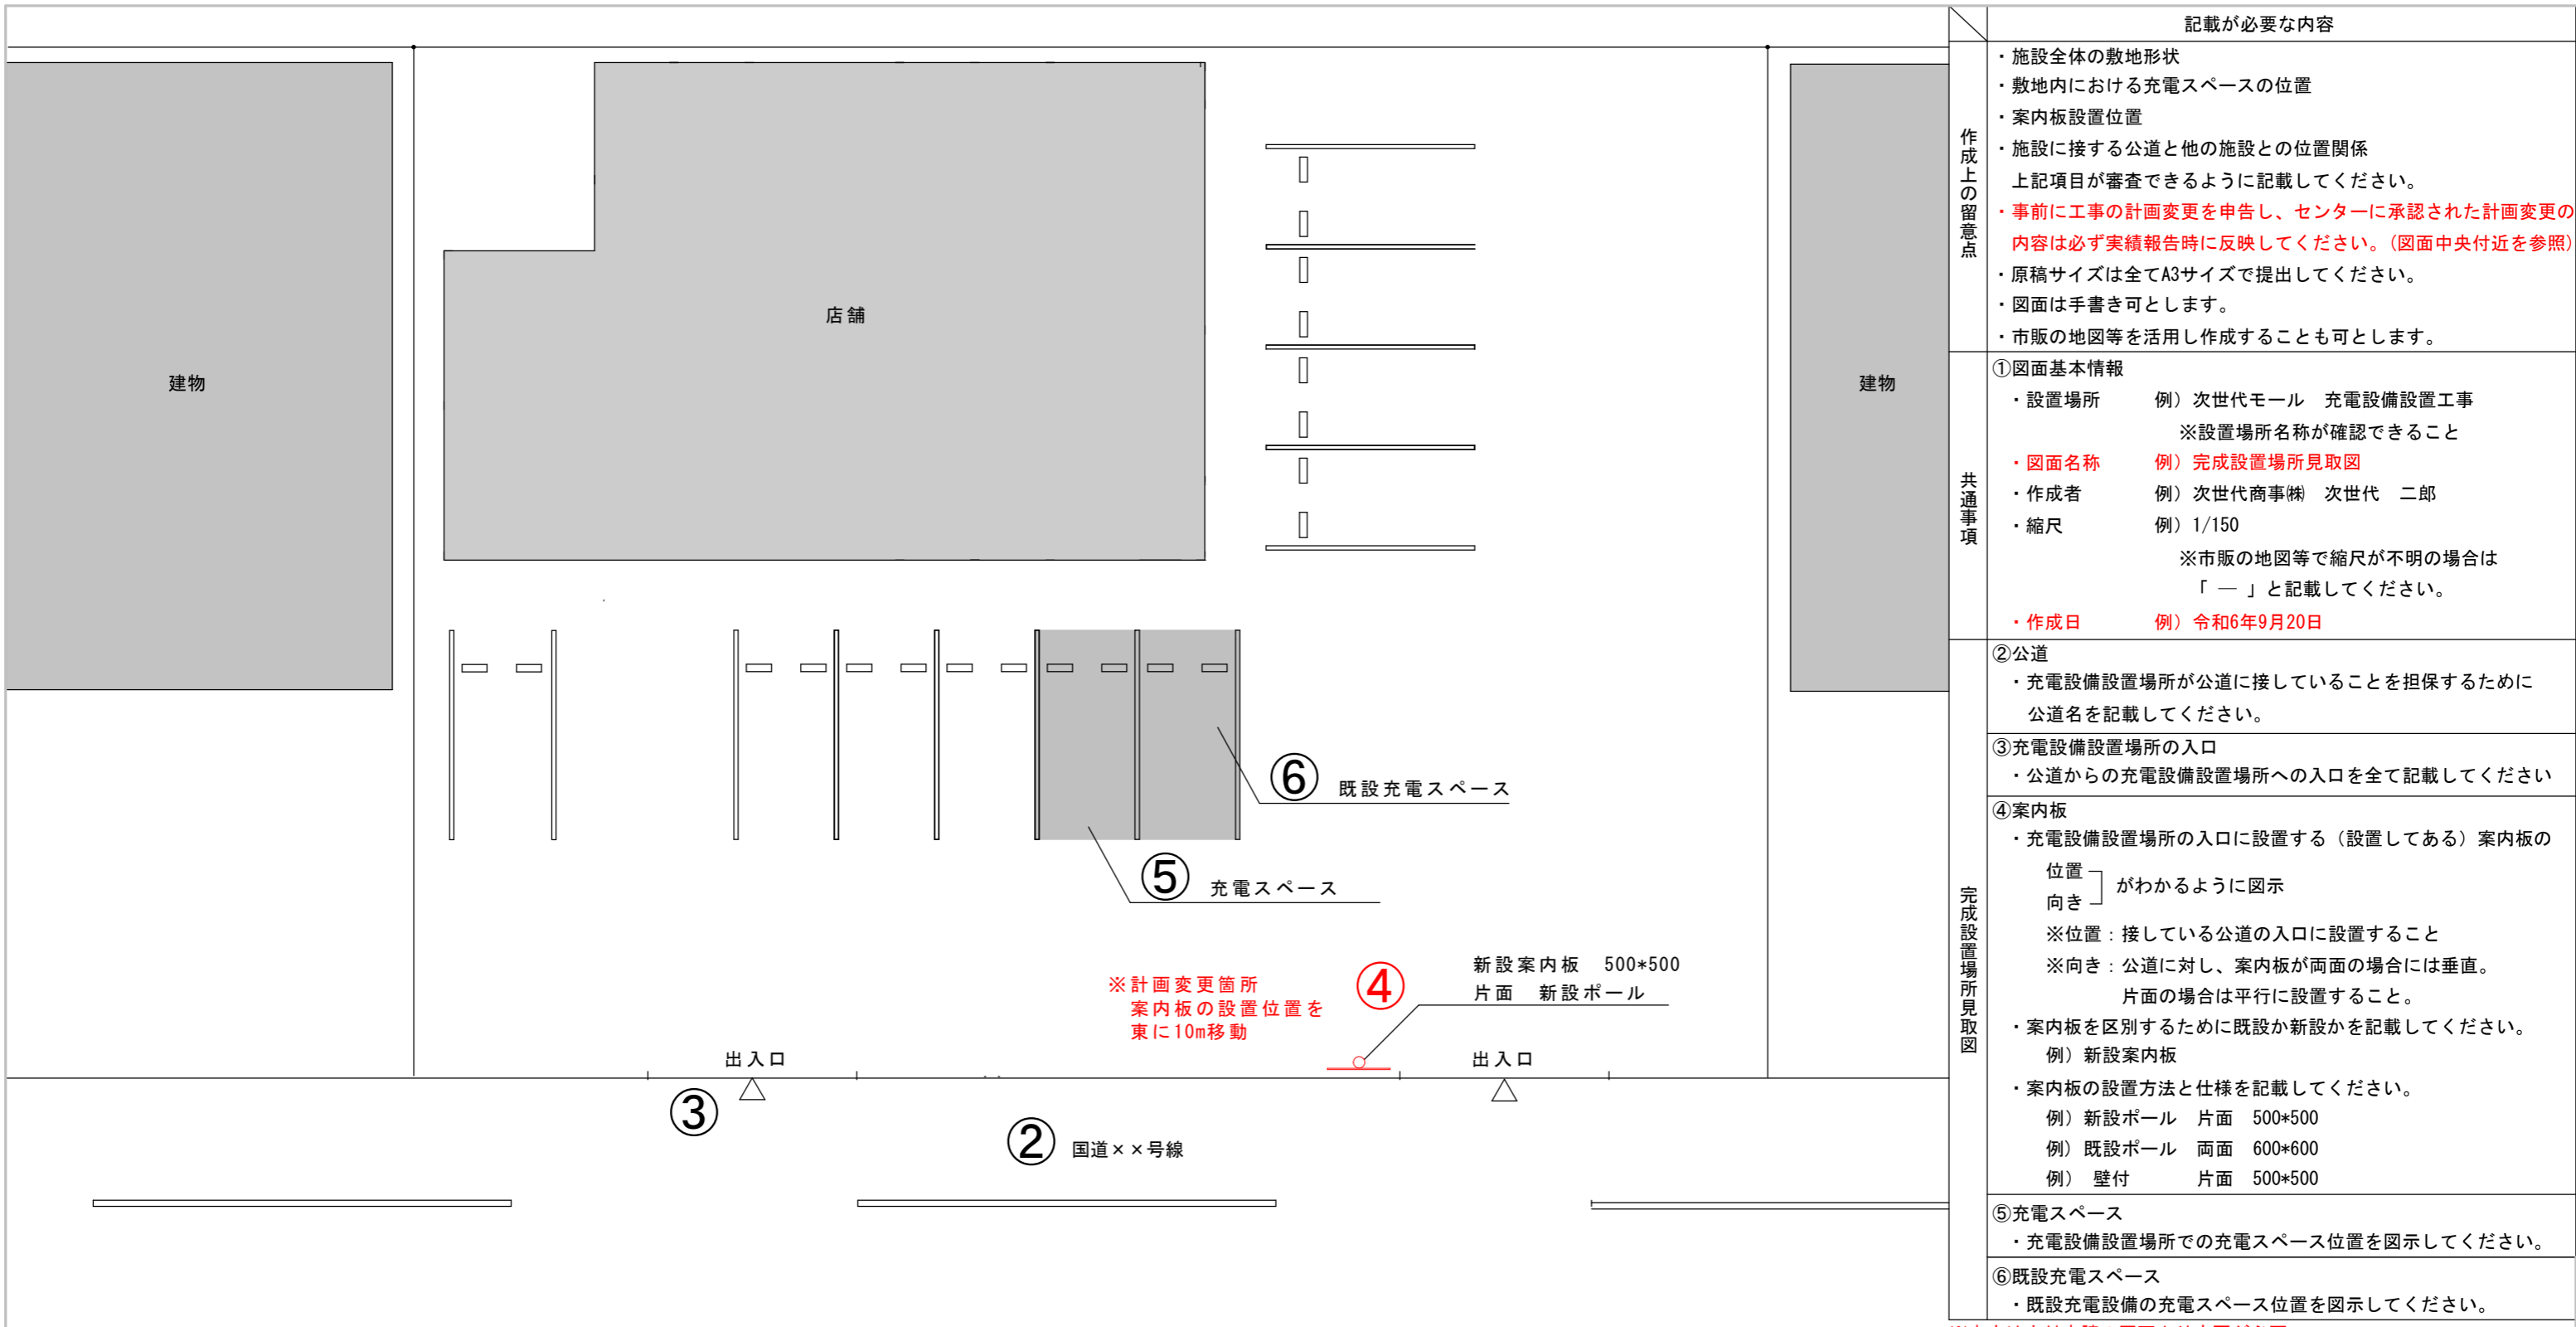 建物
店舗
建物
⑥ 既設充電スペース
⑤ 充電スペース
※計画変更箇所
案内板の設置位置を
東に10m移動
④
新設案内板 500*500
片面 新設ポール
出入口
出入口
③
② 国道××号線
記載が必要な内容
作成上の留意点
・施設全体の敷地形状
・敷地内における充電スペースの位置
・案内板設置位置
・施設に接する公道と他の施設との位置関係
上記項目が審査できるように記載してください。
・事前に工事の計画変更を申告し、センターに承認された計画変更の
内容は必ず実績報告時に反映してください。(図面中央付近を参照)
・原稿サイズは全てA3サイズで提出してください。
・図面は手書き可とします。
・市販の地図等を活用し作成することも可とします。
共通事項
①図面基本情報
・設置場所 例）次世代モール 充電設備設置工事
※設置場所名称が確認できること
・図面名称 例）完成設置場所見取図
・作成者 例）次世代商事㈱ 次世代 二郎
・縮尺 例）1/150
※市販の地図等で縮尺が不明の場合は
「 ― 」と記載してください。
・作成日 例）令和6年9月20日
完成設置場所見取図
②公道
・充電設備設置場所が公道に接していることを担保するために
公道名を記載してください。
③充電設備設置場所の入口
・公道からの充電設備設置場所への入口を全て記載してください
④案内板
・充電設備設置場所の入口に設置する（設置してある）案内板の
位置
がわかるように図示
向き
※位置：接している公道の入口に設置すること
※向き：公道に対し、案内板が両面の場合には垂直。
片面の場合は平行に設置すること。
・案内板を区別するために既設か新設かを記載してください。
例）新設案内板
・案内板の設置方法と仕様を記載してください。
例）新設ポール 片面 500*500
例）既設ポール 両面 600*600
例） 壁付 片面 500*500
⑤充電スペース
・充電設備設置場所での充電スペース位置を図示してください。
⑥既設充電スペース
・既設充電設備の充電スペース位置を図示してください。